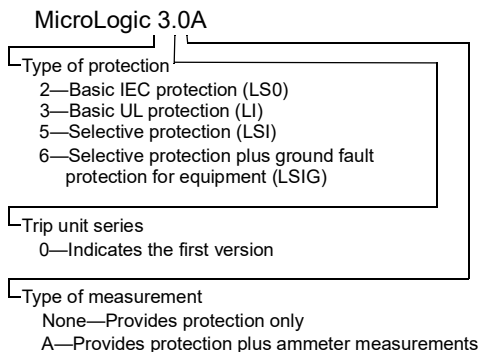 MicroLogic 3.0A
Type of protection
2—Basic IEC protection (LS0)
3—Basic UL protection (LI)
5—Selective protection (LSI)
6—Selective protection plus ground fault
protection for equipment (LSIG)
Trip unit series
0—Indicates the first version
Type of measurement
None—Provides protection only
A—Provides protection plus ammeter measurements